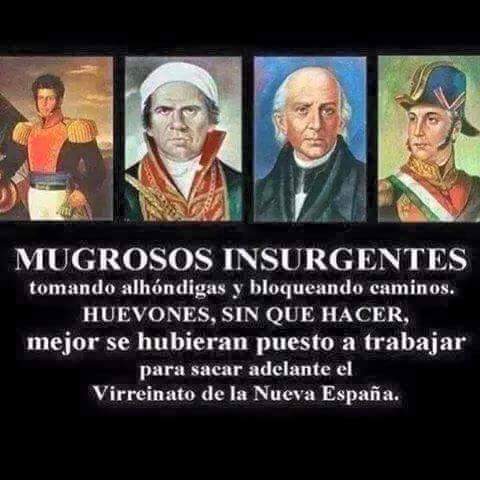 MUGROSOS INSURGENTES
tomando alhóndigas y bloqueando caminos.
HUEVONES, SIN QUE HACER,
mejor se hubieran puesto a trabajar
para sacar adelante el
Virreinato de la Nueva España.